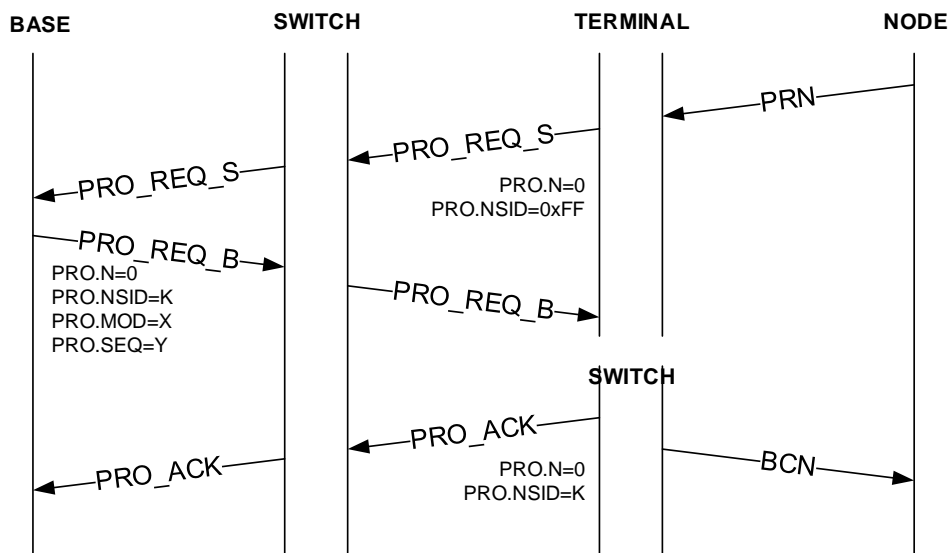 BASE
SWITCH
TERMINAL
NODE
PRN
PRO_REQ_S
PRO_REQ_S
PRO.N=0
PRO.NSID=0xFF
PRO_REQ_B
PRO.N=0
PRO.NSID=K
PRO.MOD=X
PRO.SEQ=Y
PRO_REQ_B
SWITCH
PRO_ACK
PRO_ACK
PRO.N=0
PRO.NSID=K
BCN